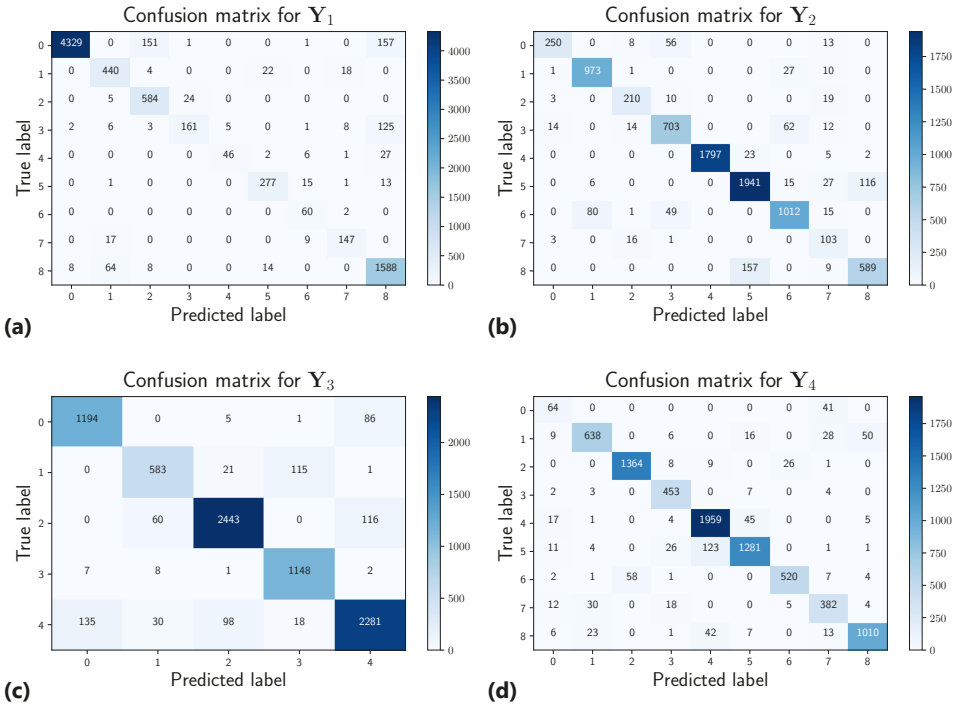 Confusion matrix for Y1
0 4329 0 151 1 0 0 1 0 157
1 0 440 4 0 0 22 0 18 0
2 0 5 584 24 0 0 0 0 0
3 2 6 3 161 5 0 1 8 125
4 0 0 0 0 46 2 6 1 27
5 0 1 0 0 0 277 15 1 13
6 0 0 0 0 0 0 60 2 0
7 0 17 0 0 0 0 9 147 0
8 8 64 8 0 0 14 0 0 1588
0 1 2 3 4 5 6 7 8
Predicted label
True label
4000
3500
3000
2500
2000
1500
1000
500
0
(a)
Confusion matrix for Y2
0 250 0 8 56 0 0 0 13 0
1 1 973 1 0 0 0 27 10 0
2 3 0 210 10 0 0 0 19 0
3 14 0 14 703 0 0 62 12 0
4 0 0 0 0 1797 23 0 5 2
5 0 6 0 0 0 1941 15 27 116
6 0 80 1 49 0 0 1012 15 0
7 3 0 16 1 0 0 0 103 0
8 0 0 0 0 0 157 0 9 589
0 1 2 3 4 5 6 7 8
Predicted label
True label
1750
1500
1250
1000
750
500
250
0
(b)
Confusion matrix for Y3
0 1194 0 5 1 86
1 0 583 21 115 1
2 0 60 2443 0 116
3 7 8 1 1148 2
4 135 30 98 18 2281
0 1 2 3 4
Predicted label
True label
2000
1500
1000
500
0
(c)
Confusion matrix for Y4
0 64 0 0 0 0 0 0 41 0
1 9 638 0 6 0 16 0 28 50
2 0 0 1364 8 9 0 26 1 0
3 2 3 0 453 0 7 0 4 0
4 17 1 0 4 1959 45 0 0 5
5 11 4 0 26 123 1281 0 1 1
6 2 1 58 1 0 0 520 7 4
7 12 30 0 18 0 0 5 382 4
8 6 23 0 1 42 7 0 13 1010
0 1 2 3 4 5 6 7 8
Predicted label
True label
1750
1500
1250
1000
750
500
250
0
(d)